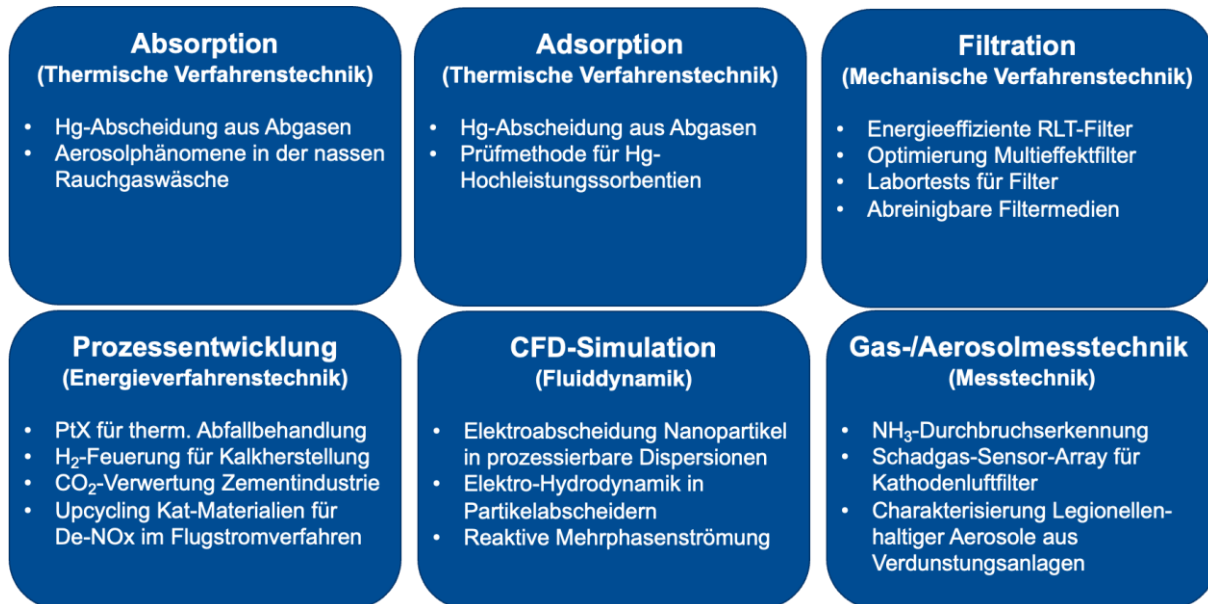 Absorption
(Thermische Verfahrenstechnik)
• Hg-Abscheidung aus Abgasen
• Aerosolphänomene in der nassen
Rauchgaswäsche
Adsorption
(Thermische Verfahrenstechnik)
• Hg-Abscheidung aus Abgasen
• Prüfmethode für Hg-
Hochleistungssorbentien
Filtration
(Mechanische Verfahrenstechnik)
• Energieeffiziente RLT-Filter
• Optimierung Multieffektfilter
• Labortests für Filter
• Abreinigbare Filtermedien
Prozessentwicklung
(Energieverfahrenstechnik)
• PtX für therm. Abfallbehandlung
• H₂-Feuerung für Kalkherstellung
• CO₂-Verwertung Zementindustrie
• Upcycling Kat-Materialien für
De-NOx im Flugstromverfahren
CFD-Simulation
(Fluiddynamik)
• Elektroabscheidung Nanopartikel
in prozessierbare Dispersionen
• Elektro-Hydrodynamik in
Partikelabscheidern
• Reaktive Mehrphasenströmung
Gas-/Aerosolmesstechnik
(Messtechnik)
• NH₃-Durchbruchserkennung
• Schadgas-Sensor-Array für
Kathodenluftfilter
• Charakterisierung Legionellen-
haltiger Aerosole aus
Verdunstungsanlagen